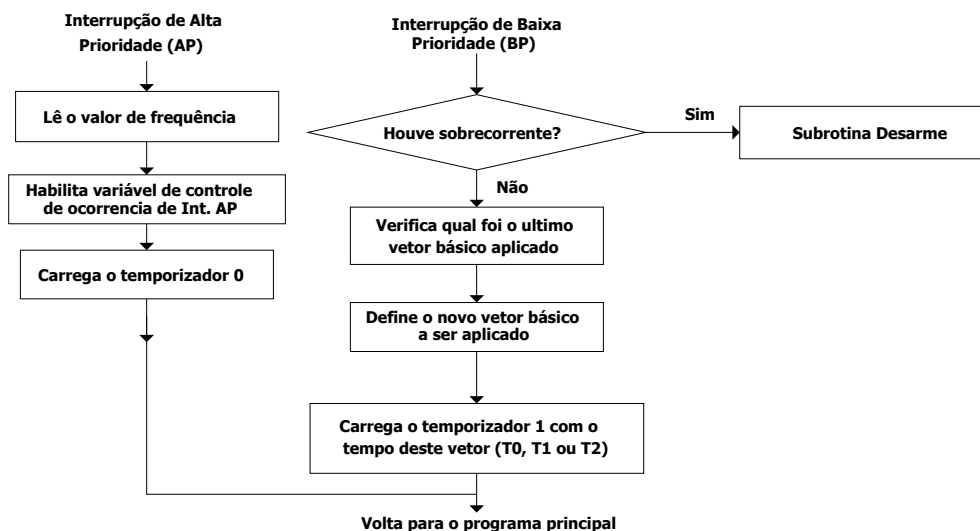 Interrupção de Alta
Prioridade (AP)
Lê o valor de frequência
Habilita variável de controle
de ocorrencia de Int. AP
Carrega o temporizador 0
Interrupção de Baixa
Prioridade (BP)
Houve sobrecorrente?
Sim
Subrotina Desarme
Não
Verifica qual foi o ultimo
vetor básico aplicado
Define o novo vetor básico
a ser aplicado
Carrega o temporizador 1 com o
tempo deste vetor (T0, T1 ou T2)
Volta para o programa principal